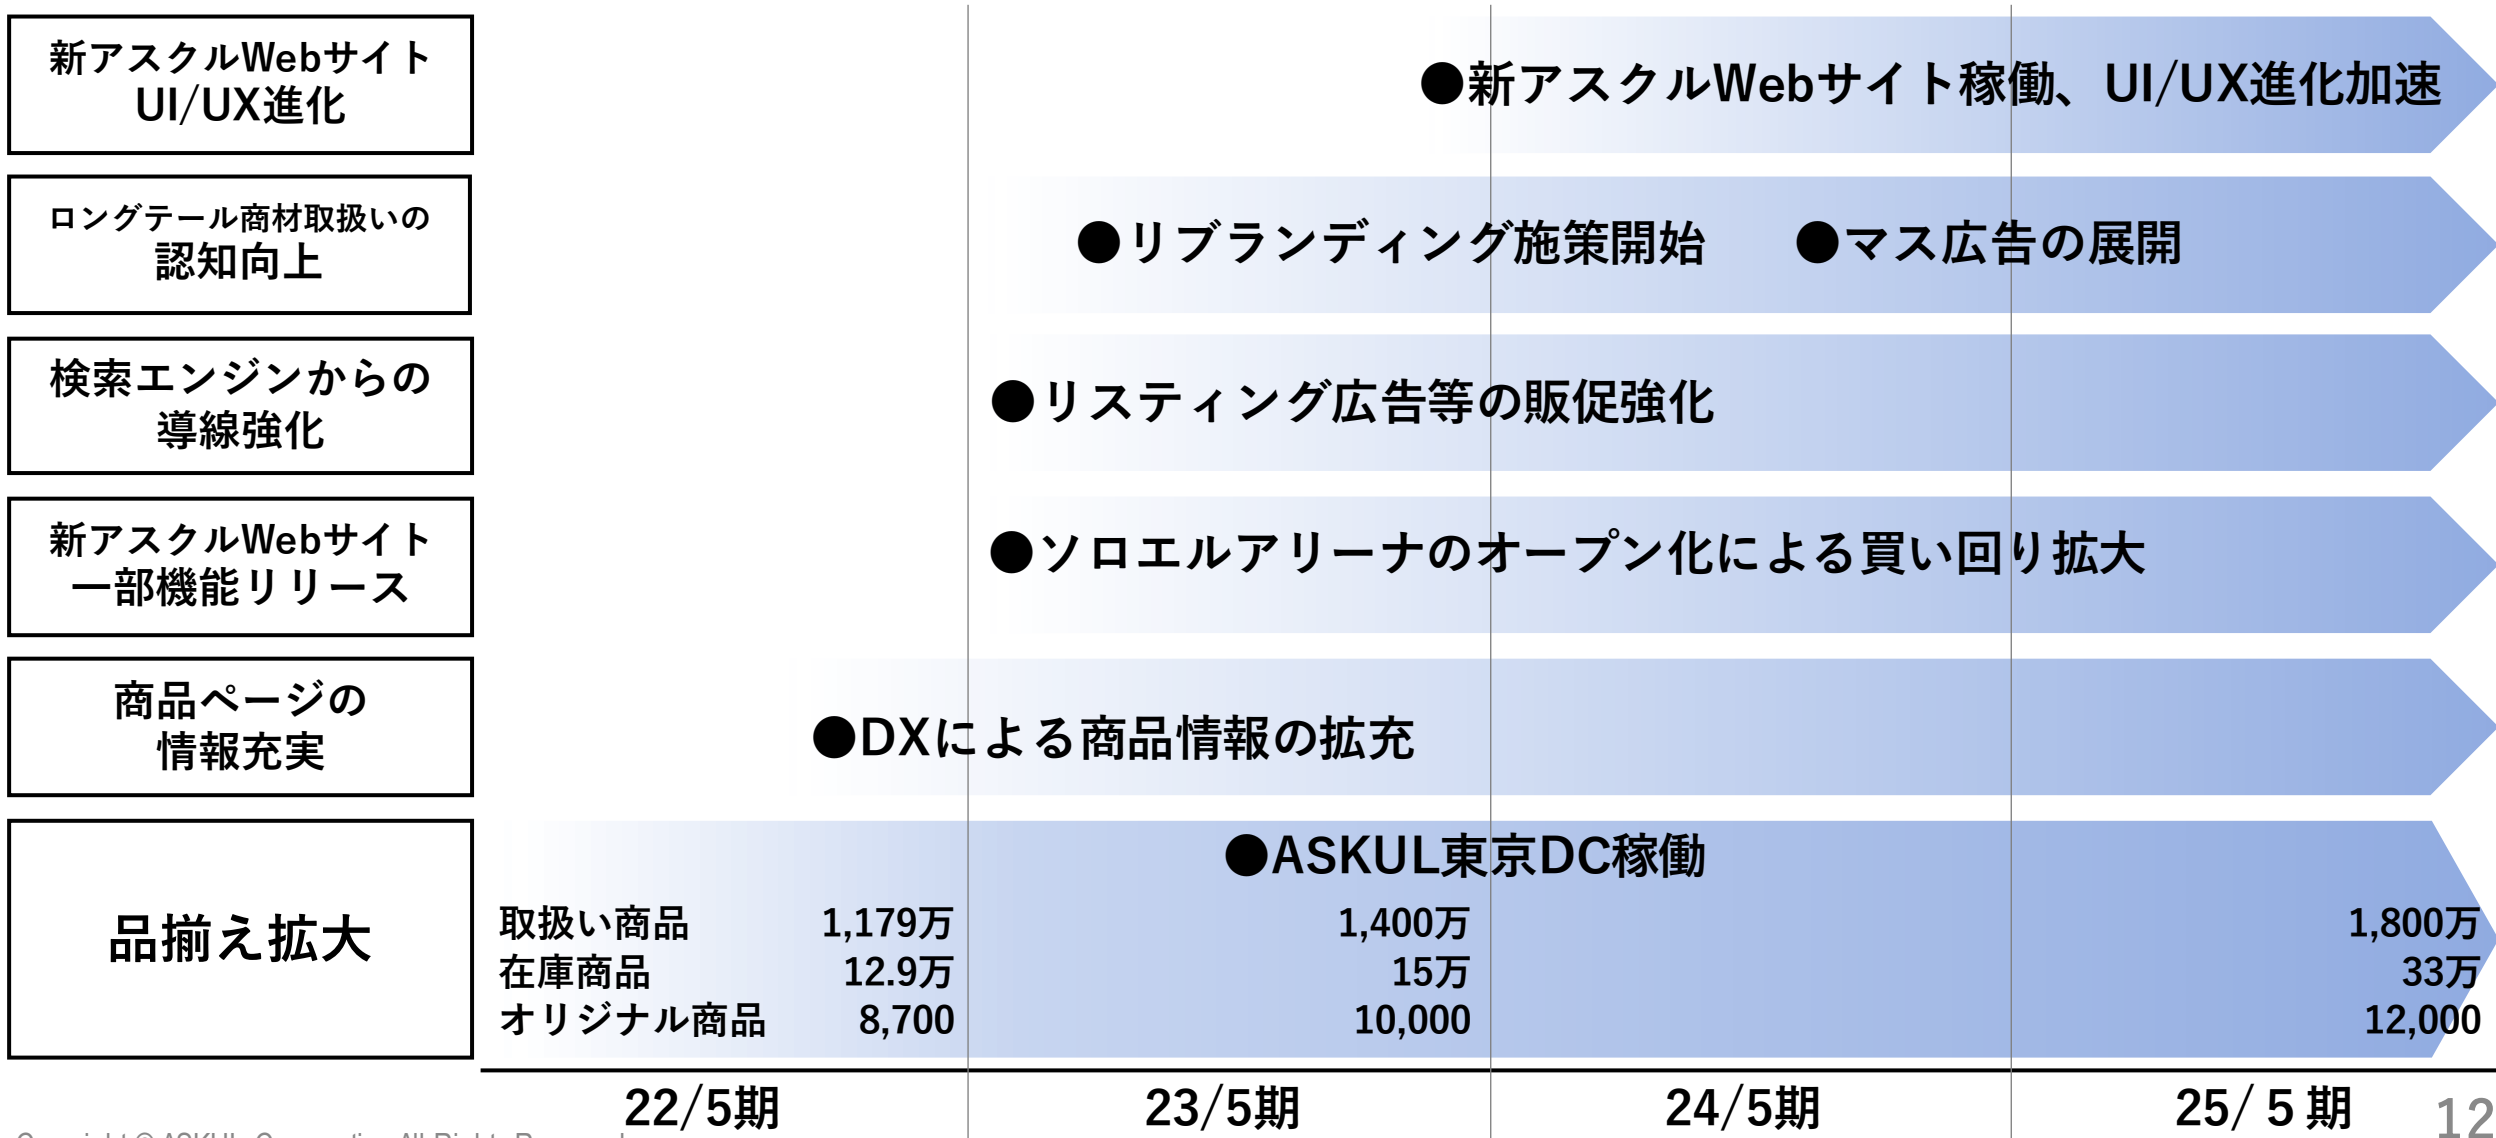 新アスクルWebサイト
UI/UX進化
●新アスクルWebサイト稼働、UI/UX進化加速
ロングテール商材取扱いの
認知向上
●リブランディング施策開始 ●マス広告の展開
検索エンジンからの
導線強化
●リスティング広告等の販促強化
新アスクルWebサイト
一部機能リリース
●ソロエルアリーナのオープン化による買い回り拡大
商品ページの
情報充実
●DXによる商品情報の拡充
品揃え拡大
●ASKUL東京DC稼働
取扱い商品 1,179万 1,400万 1,800万
在庫商品 12.9万 15万 33万
オリジナル商品 8,700 10,000 12,000
22/5期 23/5期 24/5期 25/５期
Copyright © ASKUL Corporation All Rights Reserved.
12